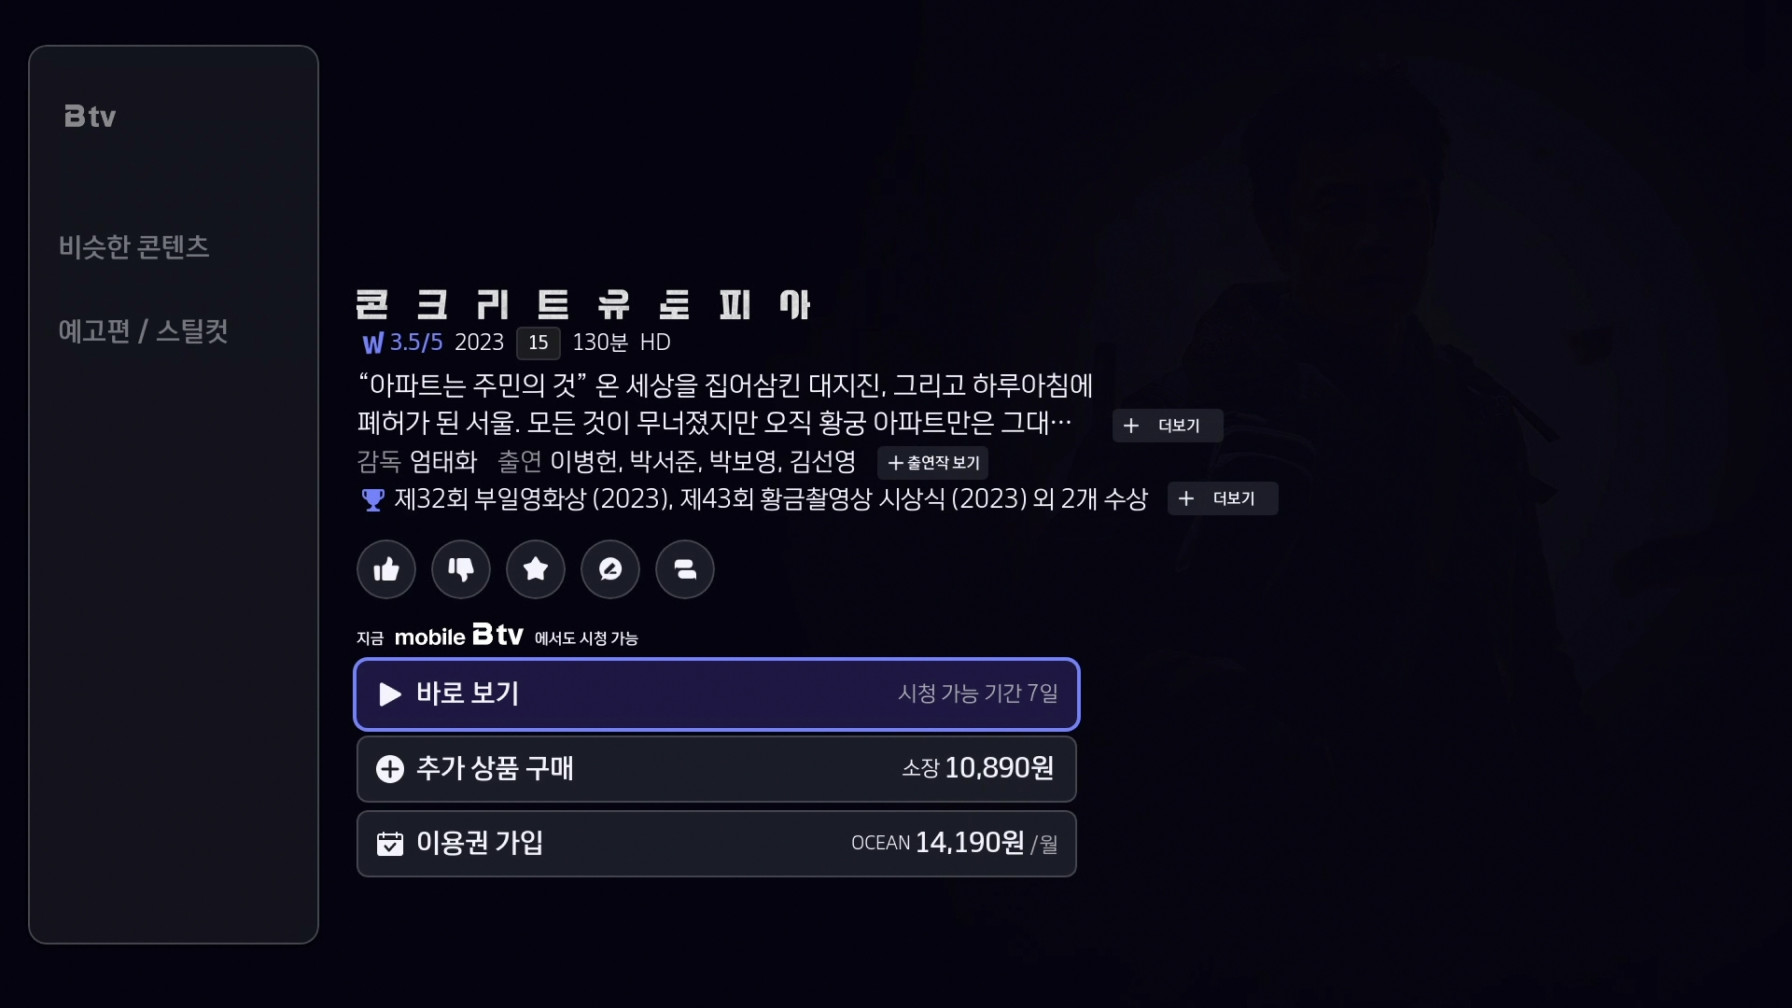 B tv
비슷한 콘텐츠
예고편 / 스틸컷
콘크리트유토피아
W 3.5/5 2023 15 130분 HD
“아파트는 주민의 것” 온 세상을 집어삼킨 대지진, 그리고 하루아침에
폐허가 된 서울. 모든 것이 무너졌지만 오직 황궁 아파트만은 그대… + 더보기
감독 엄태화 출연 이병헌, 박서준, 박보영, 김선영 + 출연작 보기
제32회 부일영화상 (2023), 제43회 황금촬영상 시상식 (2023) 외 2개 수상 + 더보기
지금 mobile B tv 에서도 시청 가능
바로 보기 시청 가능 기간 7일
추가 상품 구매 소장 10,890원
이용권 가입 OCEAN 14,190원 /월